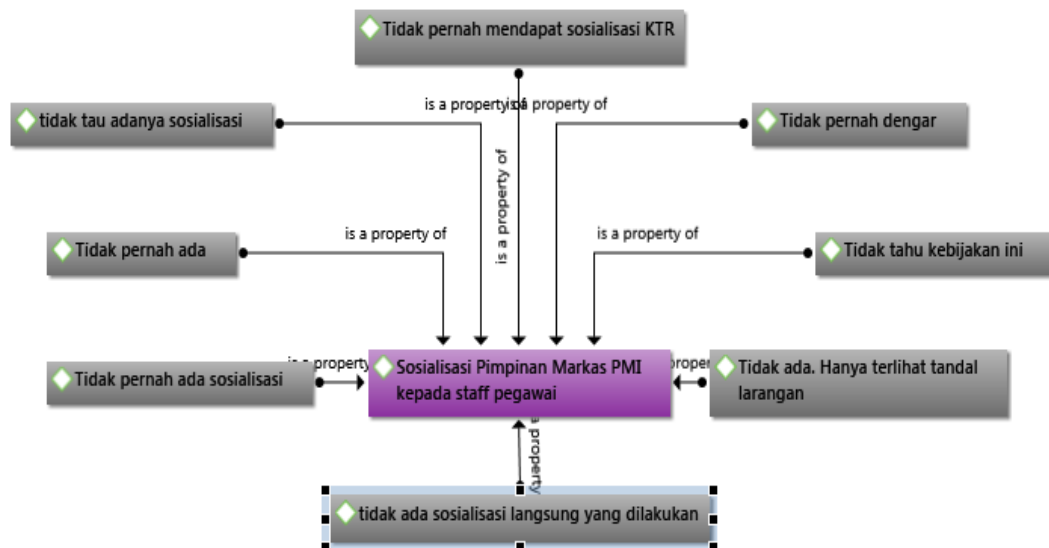 Tidak pernah mendapat sosialisasi KTR
is a property of
is a property of
tidak tau adanya sosialisasi
Tidak pernah dengar
is a property of
is a property of
is a property of
Tidak pernah ada
Tidak tahu kebijakan ini
Tidak pernah ada sosialisasi
is a property
Sosialisasi Pimpinan Markas PMI
kepada staff pegawai
Tidak ada. Hanya terlihat tandal
larangan
a property
tidak ada sosialisasi langsung yang dilakukan